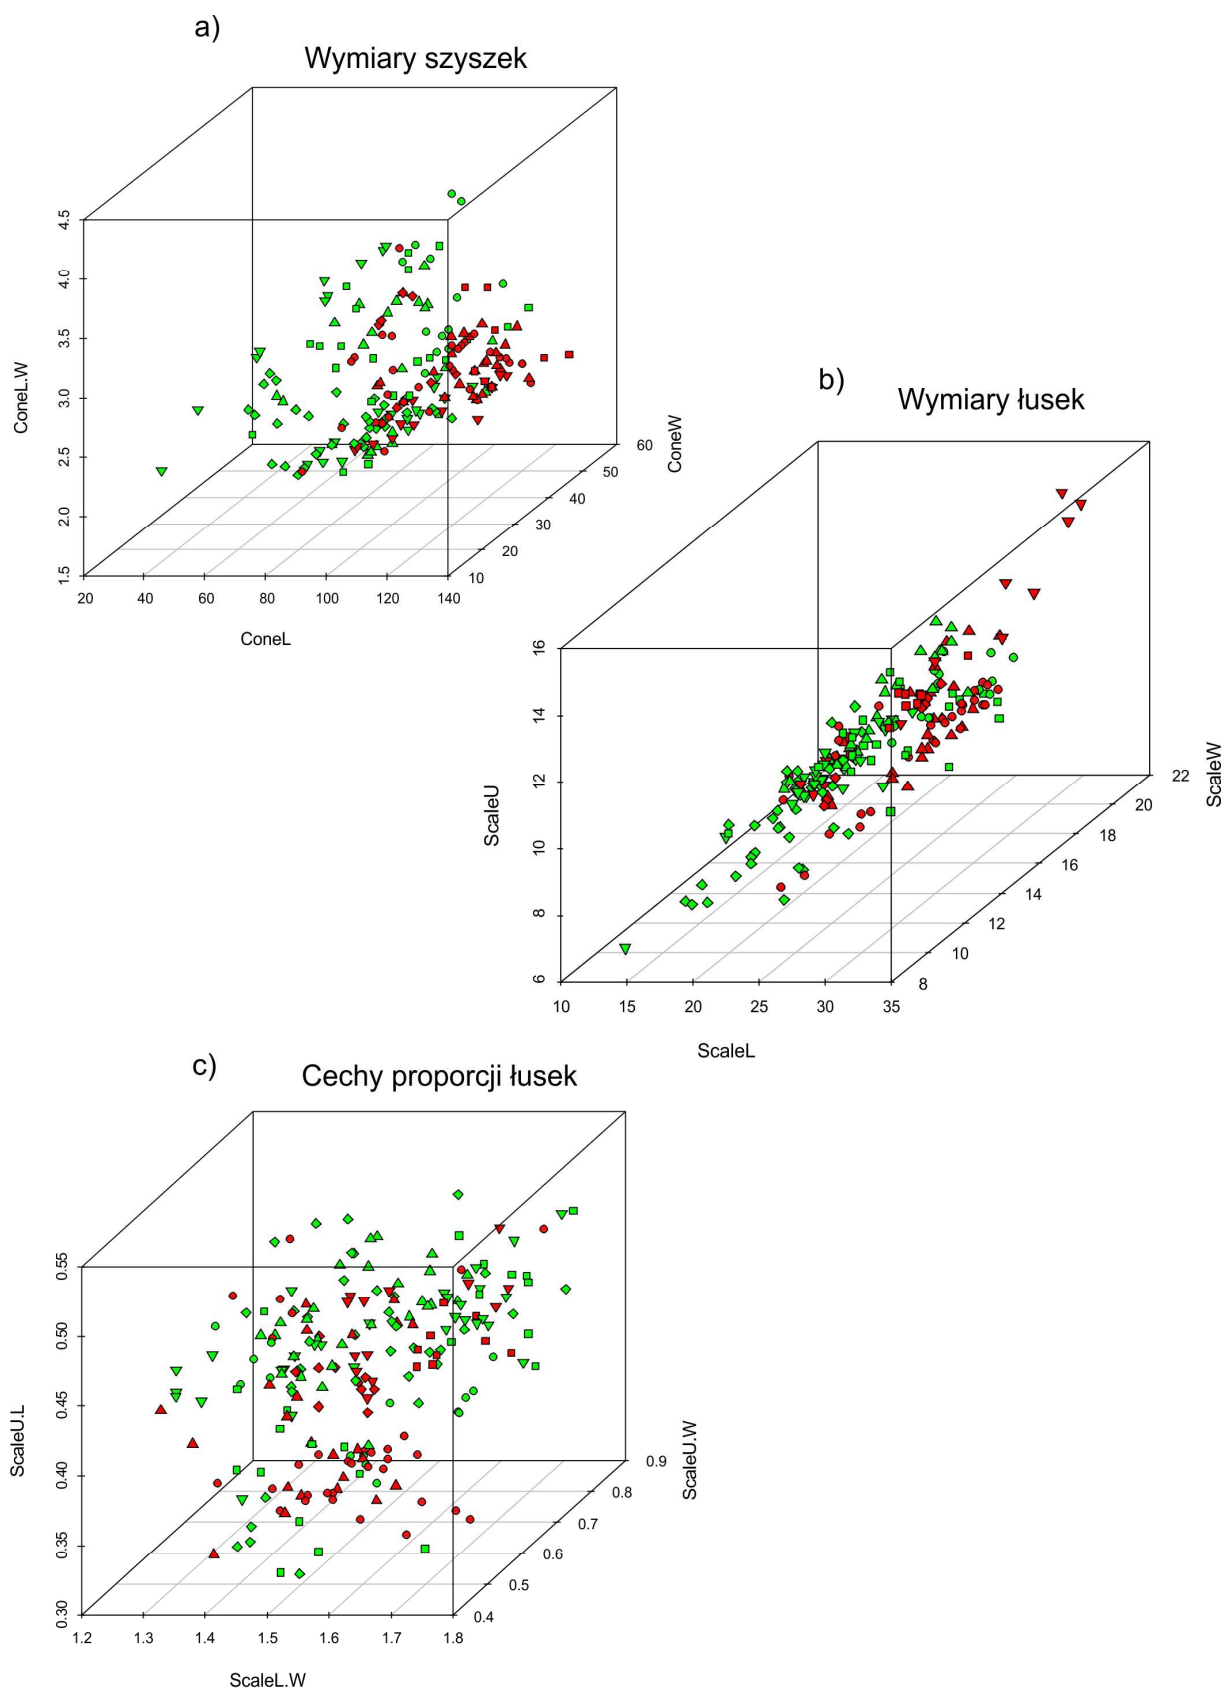 a)
Wymiary szyszek
4.5
4.0
3.5
3.0
2.5
2.0
1.5
ConeL.W
20 40 60 80 100 120 140
ConeL
10
20
30
40
50
60
ConeW
b)
Wymiary łusek
16
14
12
10
8
6
ScaleU
10 15 20 25 30 35
ScaleL
8
10
12
14
16
18
20
22
ScaleW
c)
Cechy proporcji łusek
0.55
0.50
0.45
0.40
0.35
0.30
ScaleU.L
1.2 1.3 1.4 1.5 1.6 1.7 1.8
ScaleL.W
0.4
0.5
0.6
0.7
0.8
0.9
ScaleU.W